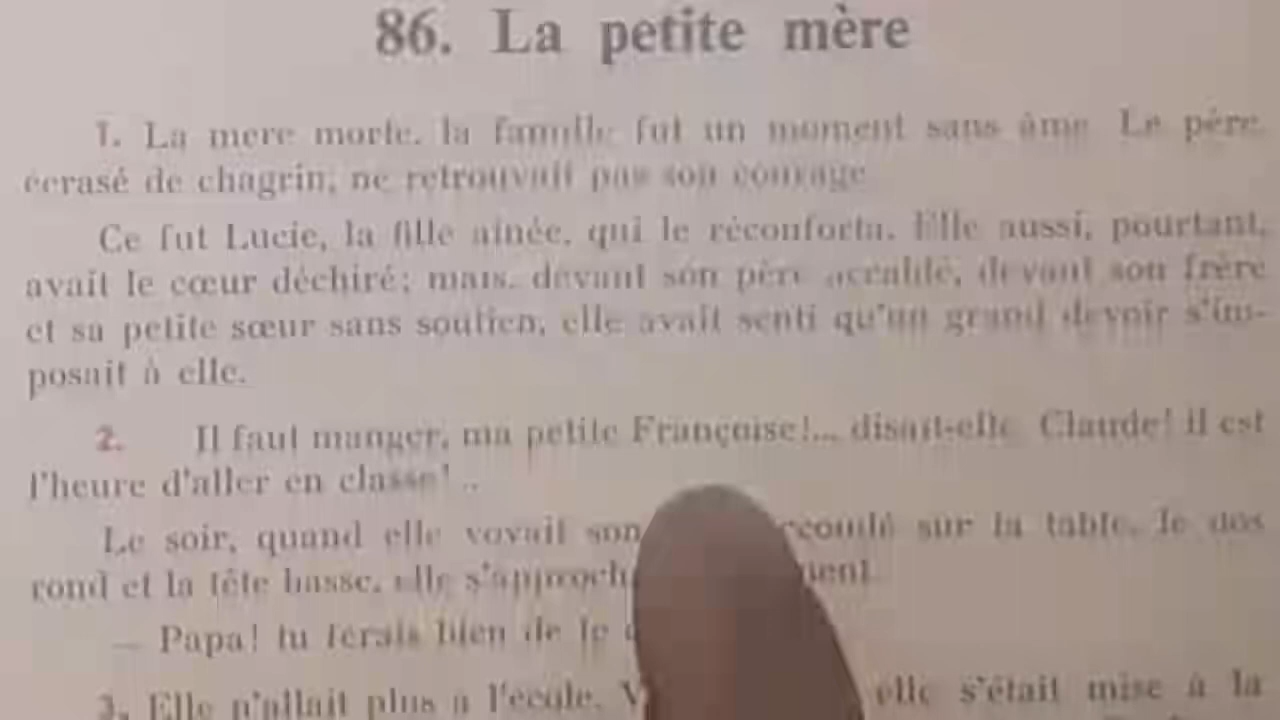 86. La petite mère
1. La mère morte, la famille fut un moment sans âme. Le père,
écrasé de chagrin, ne retrouvait pas son courage.
Ce fut Lucie, la fille aînée, qui le réconforta. Elle aussi, pourtant,
avait le cœur déchiré; mais, devant son père accablé, devant son frère
et sa petite sœur sans soutien, elle avait senti qu'un grand devoir s'im-
posait à elle.
2. Il faut manger, ma petite Françoise!... disait-elle. Claude! il est
l'heure d'aller en classe!...
Le soir, quand elle voyait son sur la table, le dos
rond et la tête basse, elle
— Papa! tu ferais bien de te
3. Elle n'allait plus à l'école. elle s'était mise à la